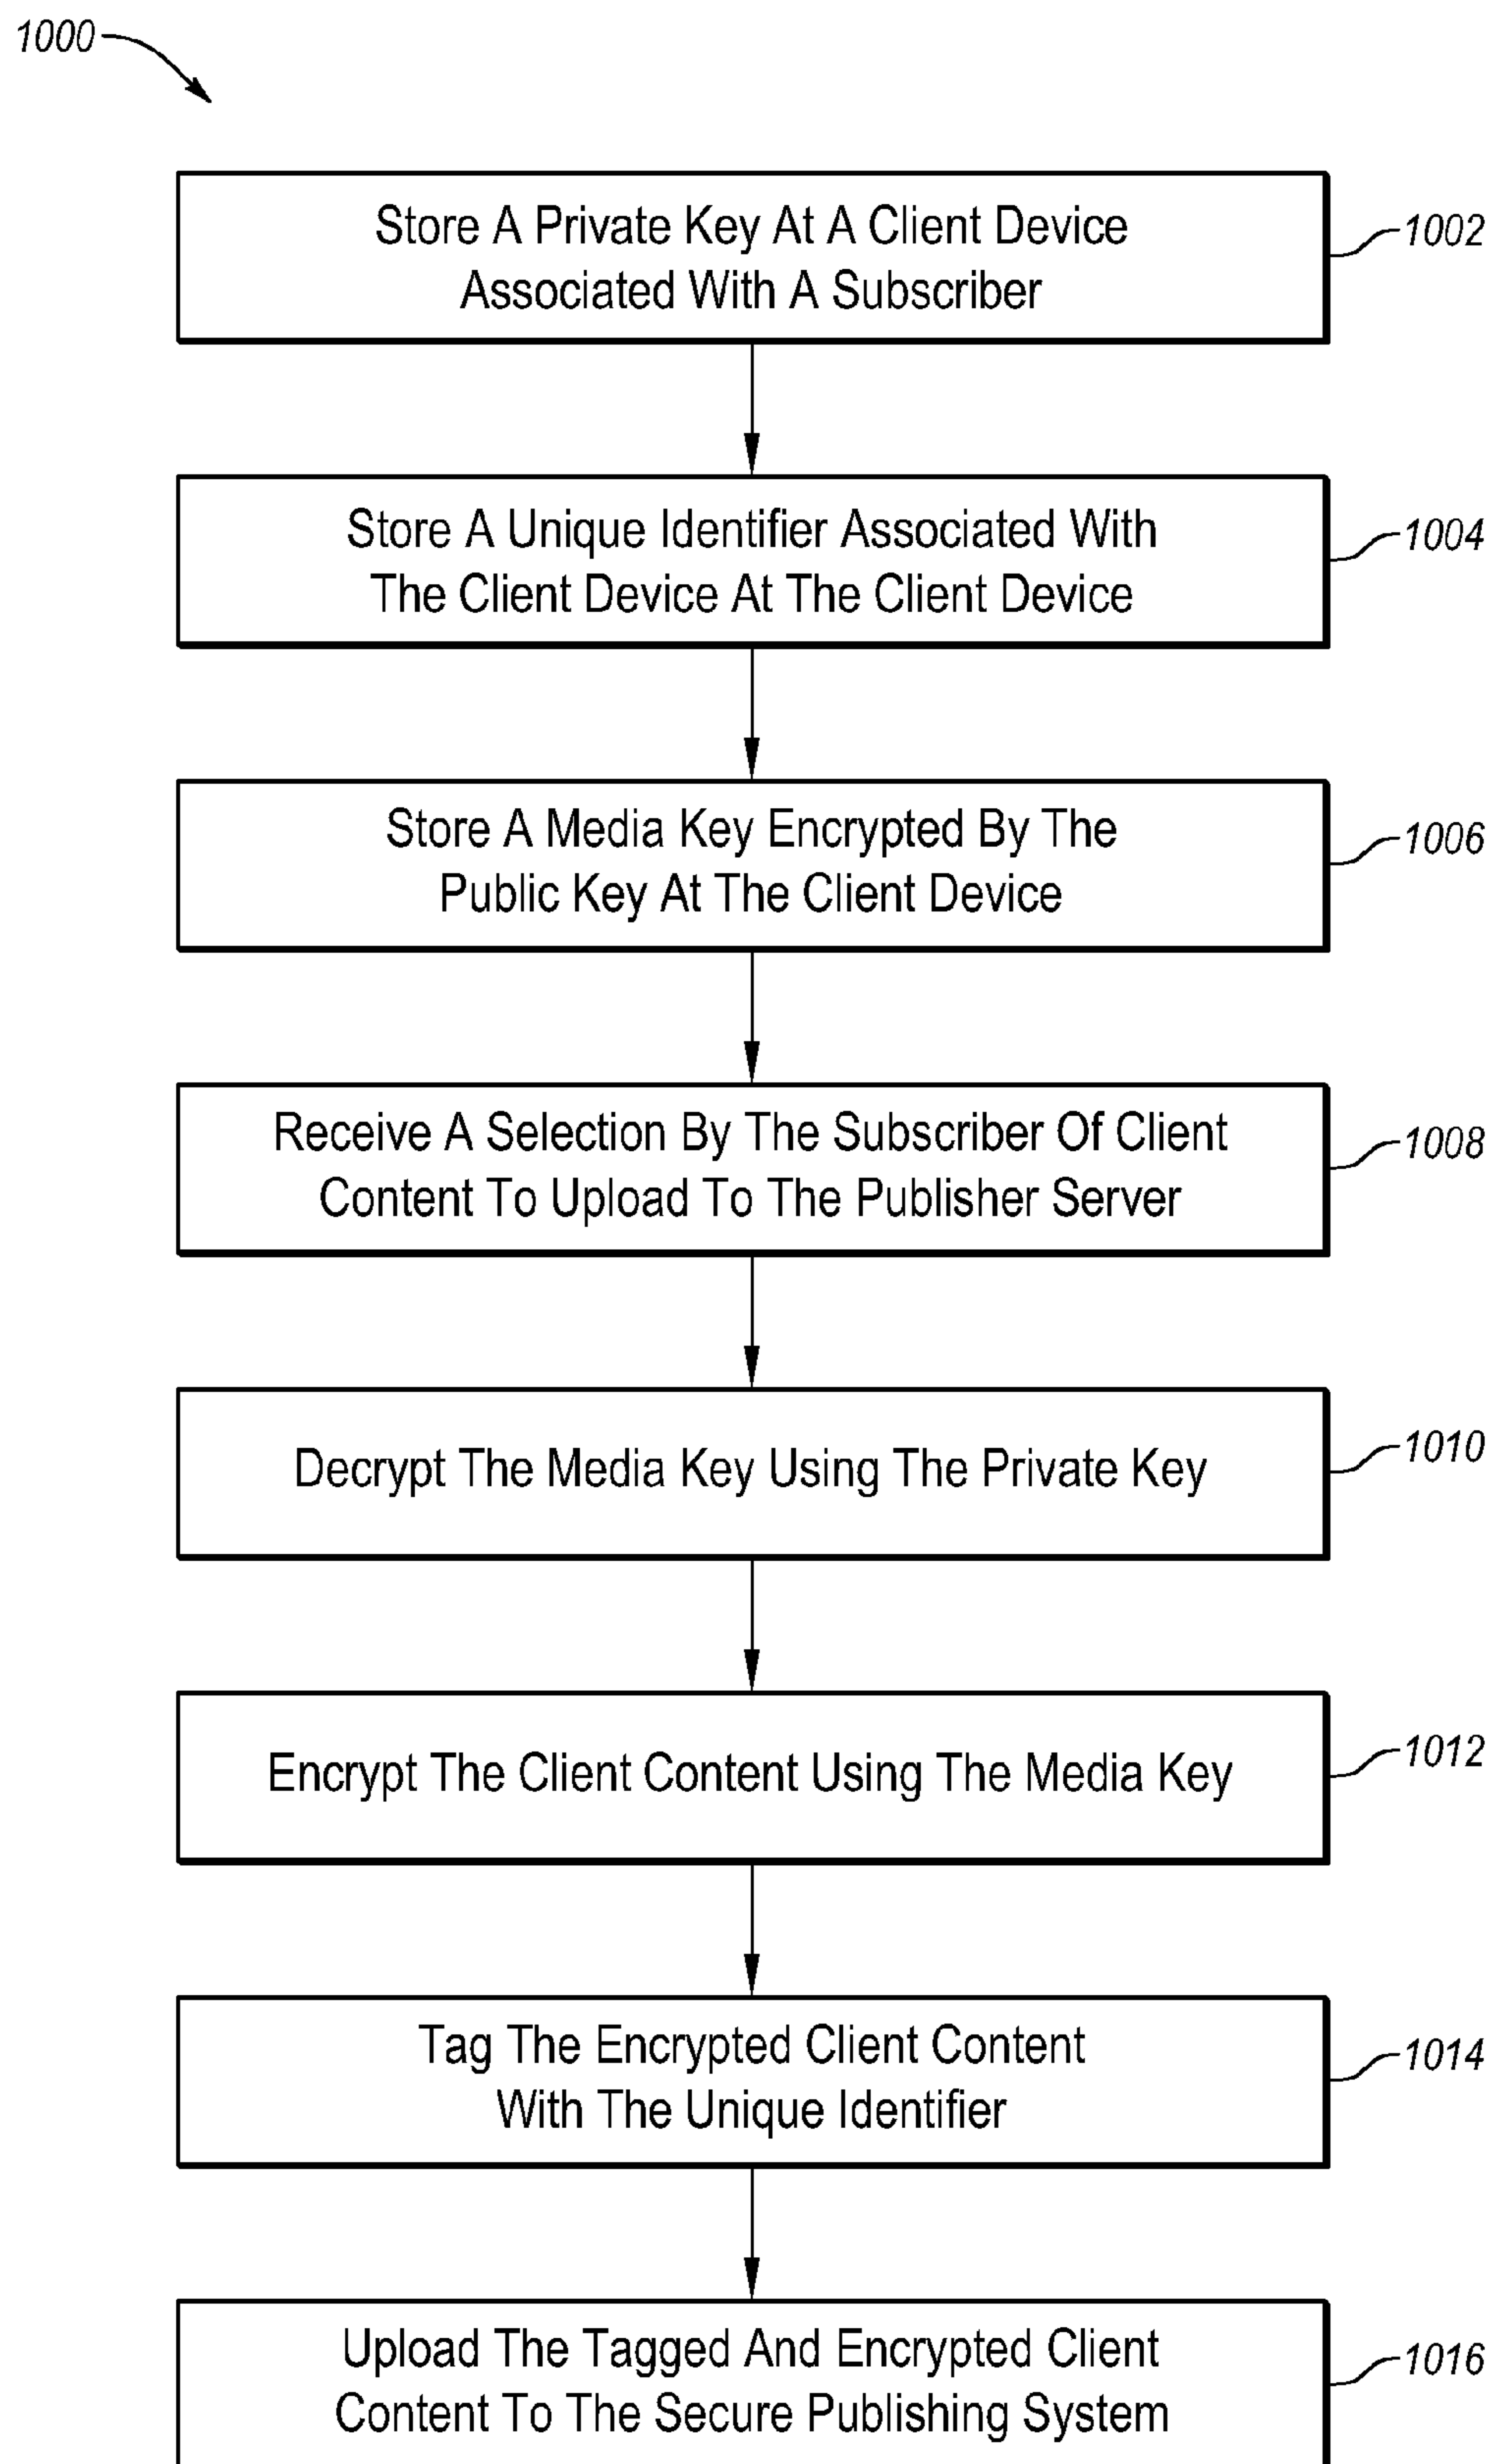 1000
Store A Private Key At A Client Device
Associated With A Subscriber
1002
Store A Unique Identifier Associated With
The Client Device At The Client Device
1004
Store A Media Key Encrypted By The
Public Key At The Client Device
1006
Receive A Selection By The Subscriber Of Client
Content To Upload To The Publisher Server
1008
Decrypt The Media Key Using The Private Key
1010
Encrypt The Client Content Using The Media Key
1012
Tag The Encrypted Client Content
With The Unique Identifier
1014
Upload The Tagged And Encrypted Client
Content To The Secure Publishing System
1016